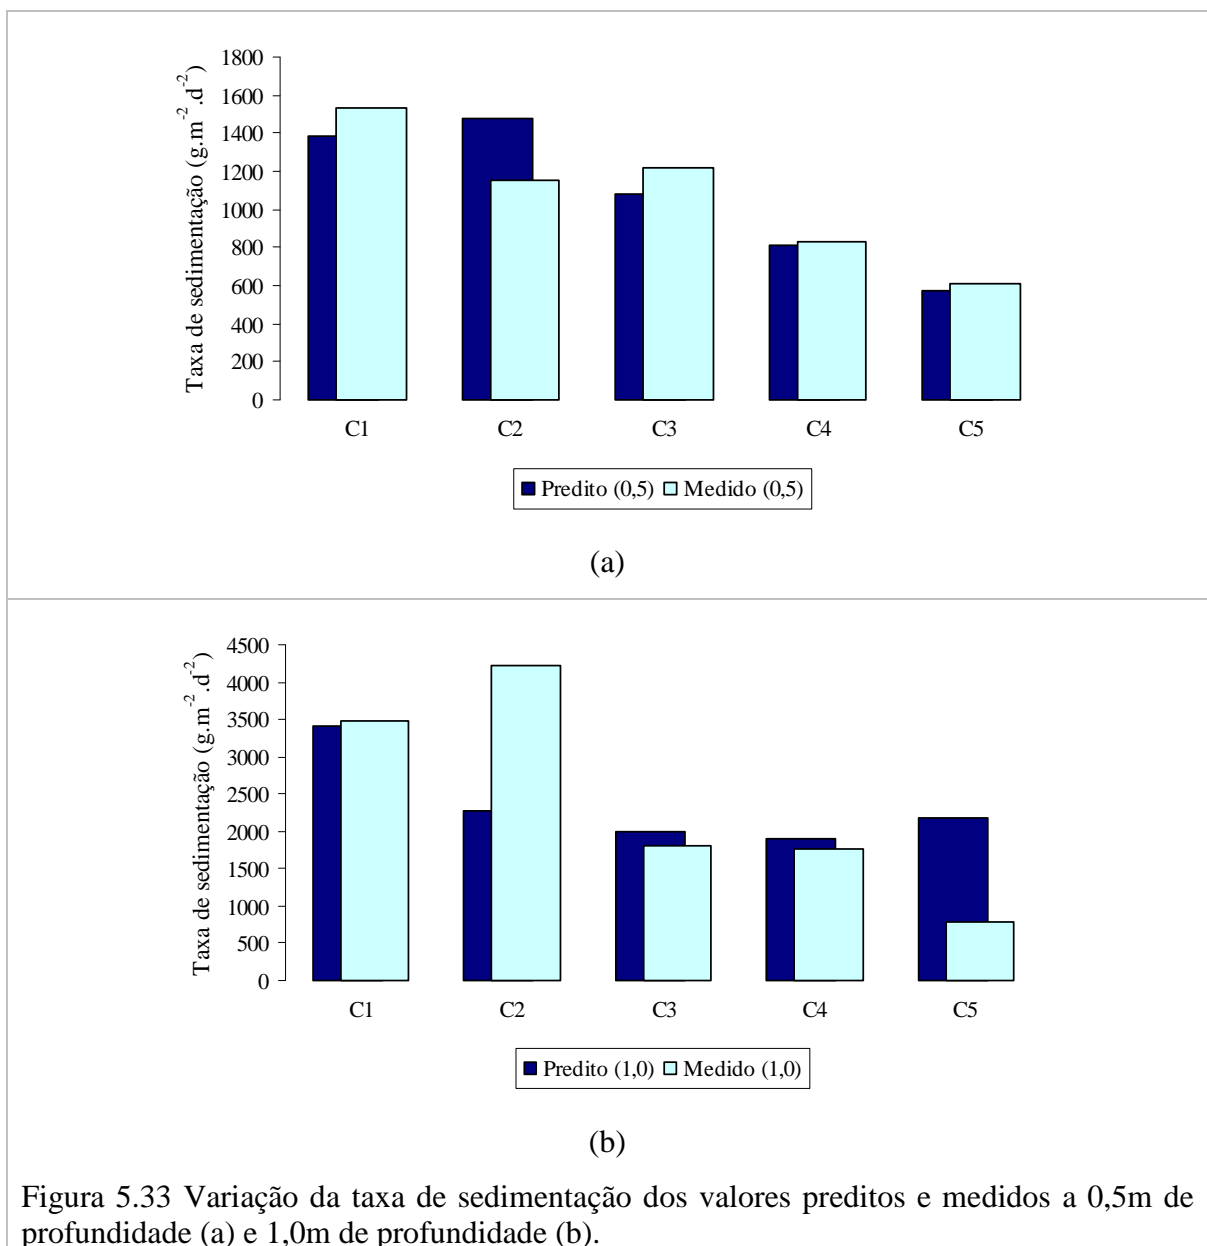 1800
1600
1400
1200
1000
800
600
400
200
0
Taxa de sedimentação (g.m⁻².d⁻²)
C1 C2 C3 C4 C5
Predito (0,5) Medido (0,5)
(a)
4500
4000
3500
3000
2500
2000
1500
1000
500
0
Taxa de sedimentação (g.m⁻².d⁻²)
C1 C2 C3 C4 C5
Predito (1,0) Medido (1,0)
(b)
Figura 5.33 Variação da taxa de sedimentação dos valores preditos e medidos a 0,5m de
profundidade (a) e 1,0m de profundidade (b).